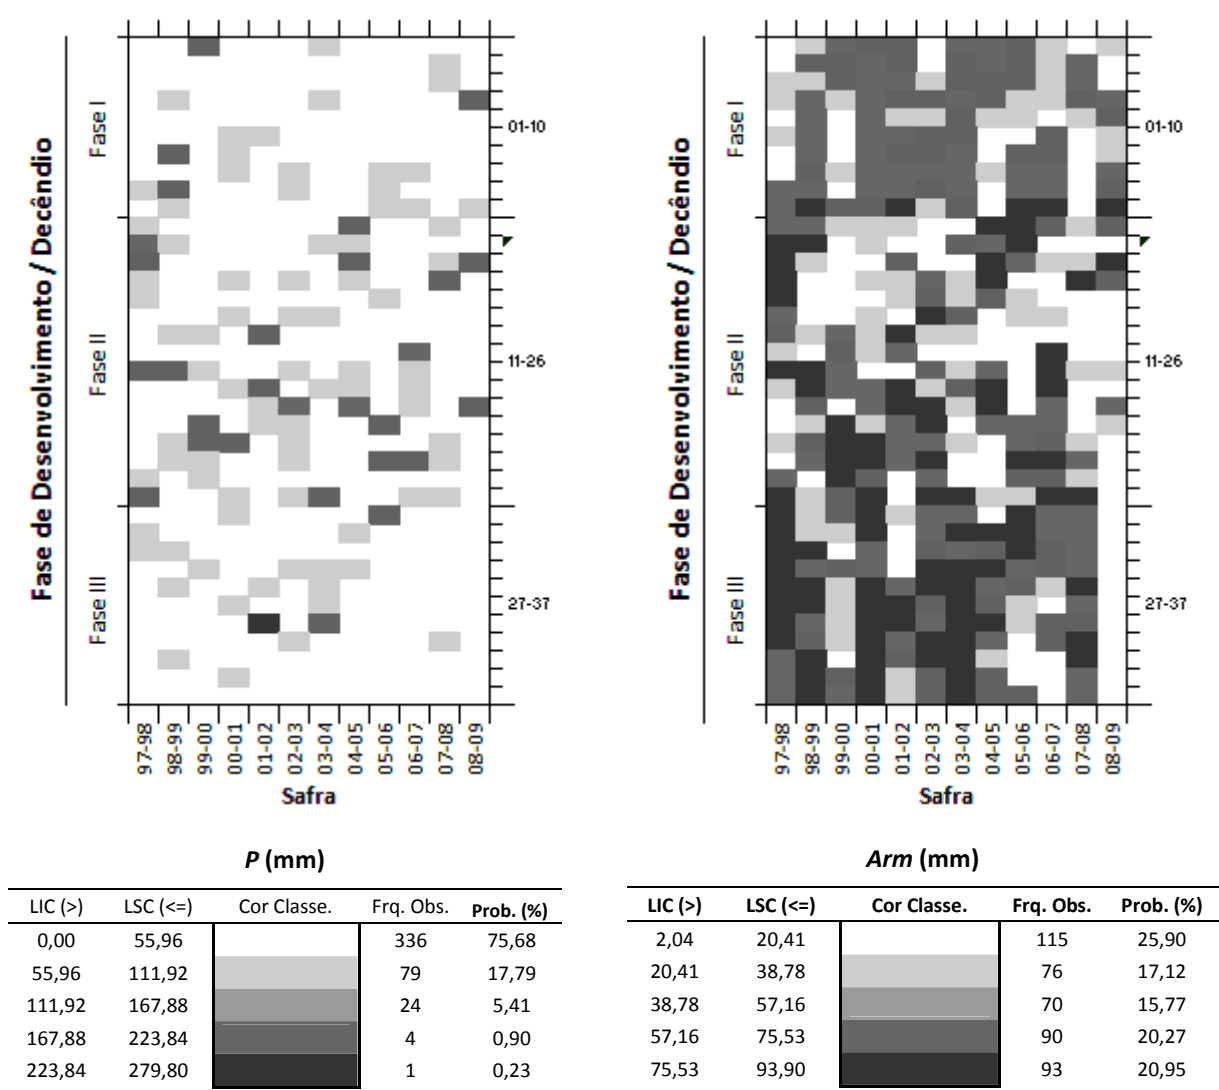 Fase de Desenvolvimento / Decêndio
Fase I
Fase II
Fase III
01-10
11-26
27-37
97-98
98-99
99-00
00-01
01-02
02-03
03-04
04-05
05-06
06-07
07-08
08-09
Safra
Fase de Desenvolvimento / Decêndio
Fase I
Fase II
Fase III
01-10
11-26
27-37
97-98
98-99
99-00
00-01
01-02
02-03
03-04
04-05
05-06
06-07
07-08
08-09
Safra
P (mm)
LIC (>) LSC (<=) Cor Classe. Frq. Obs. Prob. (%)
0,00 55,96 336 75,68
55,96 111,92 79 17,79
111,92 167,88 24 5,41
167,88 223,84 4 0,90
223,84 279,80 1 0,23
Arm (mm)
LIC (>) LSC (<=) Cor Classe. Frq. Obs. Prob. (%)
2,04 20,41 115 25,90
20,41 38,78 76 17,12
38,78 57,16 70 15,77
57,16 75,53 90 20,27
75,53 93,90 93 20,95